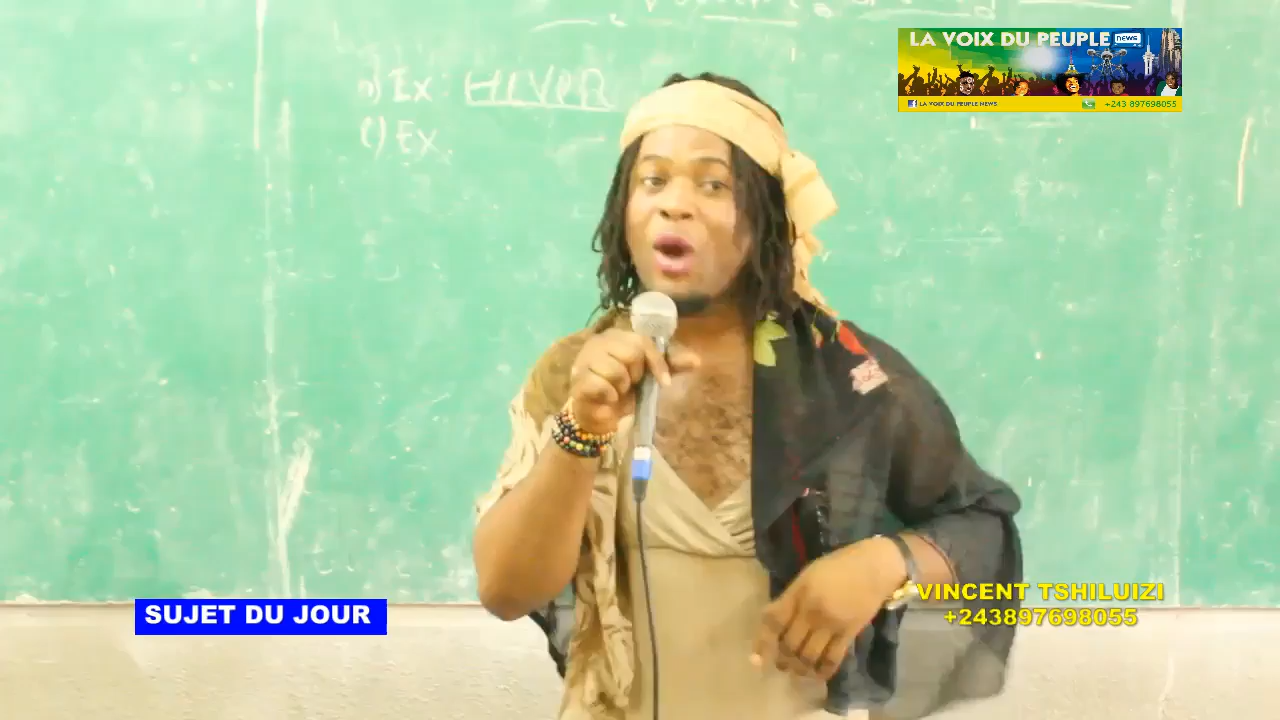 LA VOIX DU PEUPLE news
LA VOIX DU PEUPLE NEWS
+243 897698055
Ex
Ex
SUJET DU JOUR
VINCENT TSHILUIZI
+243897698055